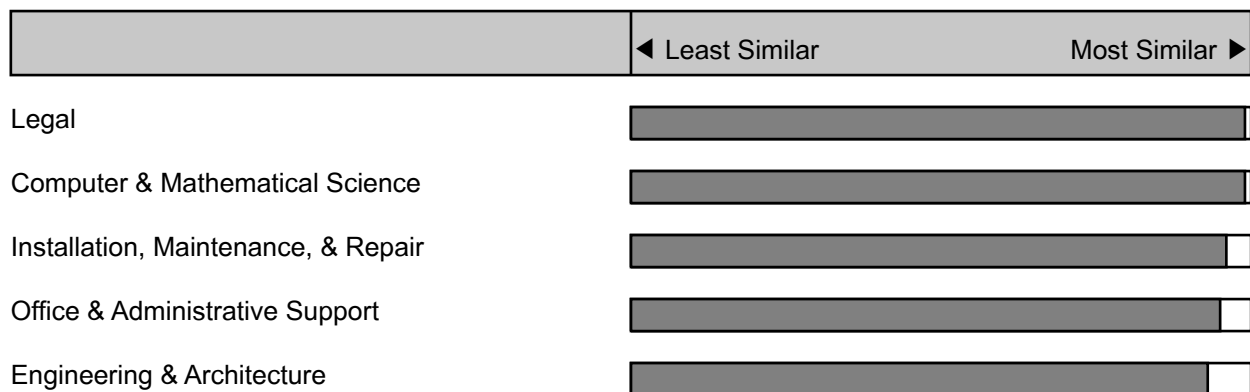 ◀ Least Similar Most Similar ▶
Legal
Computer & Mathematical Science
Installation, Maintenance, & Repair
Office & Administrative Support
Engineering & Architecture